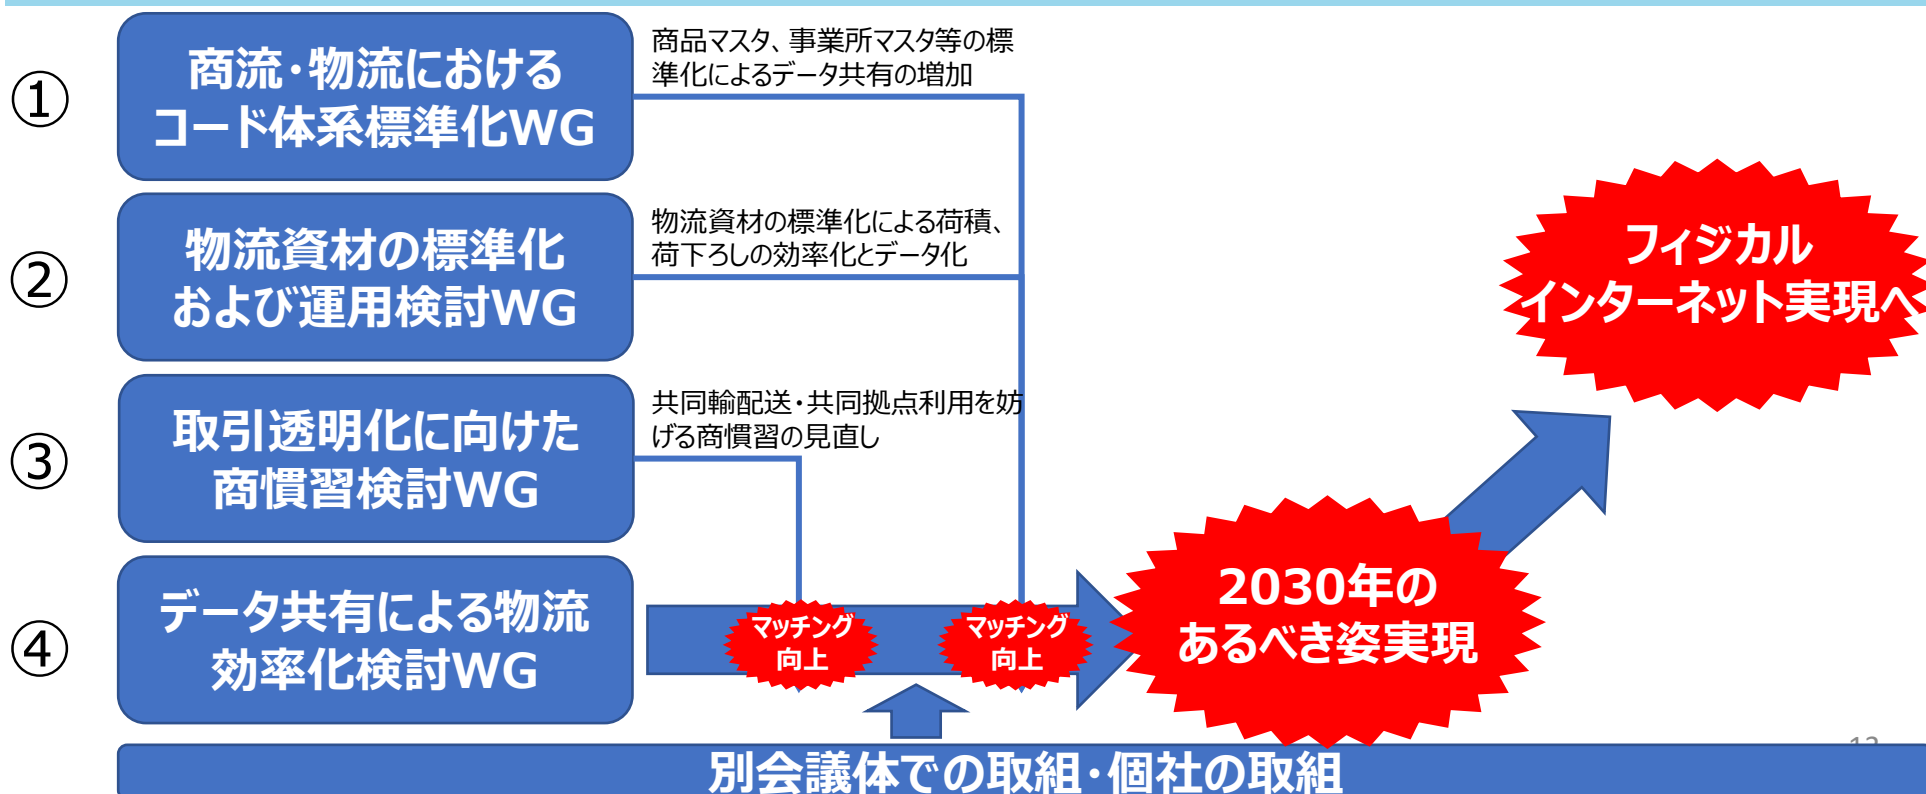 ①
商流・物流における
コード体系標準化WG
商品マスタ、事業所マスタ等の標
準化によるデータ共有の増加
②
物流資材の標準化
および運用検討WG
物流資材の標準化による荷積、
荷下ろしの効率化とデータ化
③
取引透明化に向けた
商慣習検討WG
共同輸配送・共同拠点利用を妨
げる商慣習の見直し
④
データ共有による物流
効率化検討WG
マッチング
向上
マッチング
向上
2030年の
あるべき姿実現
フィジカル
インターネット実現へ
別会議体での取組・個社の取組